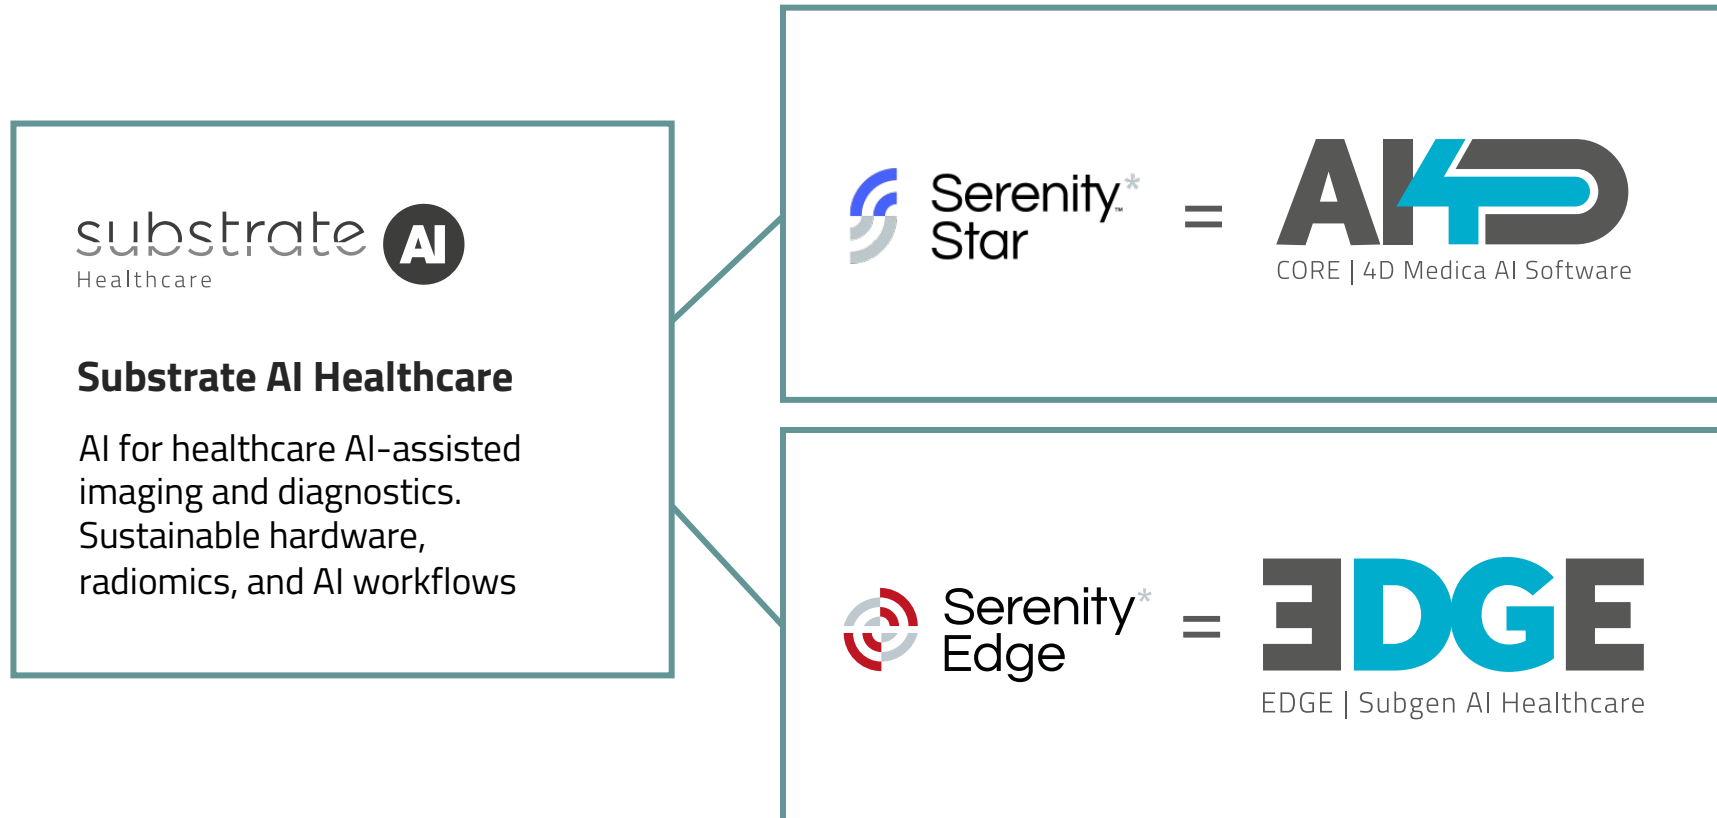 substrate AI
Healthcare
Substrate AI Healthcare
AI for healthcare AI-assisted
imaging and diagnostics.
Sustainable hardware,
radiomics, and AI workflows
Serenity*™
Star
=
AI4D
CORE | 4D Medica AI Software
Serenity*
Edge
=
EDGE
EDGE | Subgen AI Healthcare